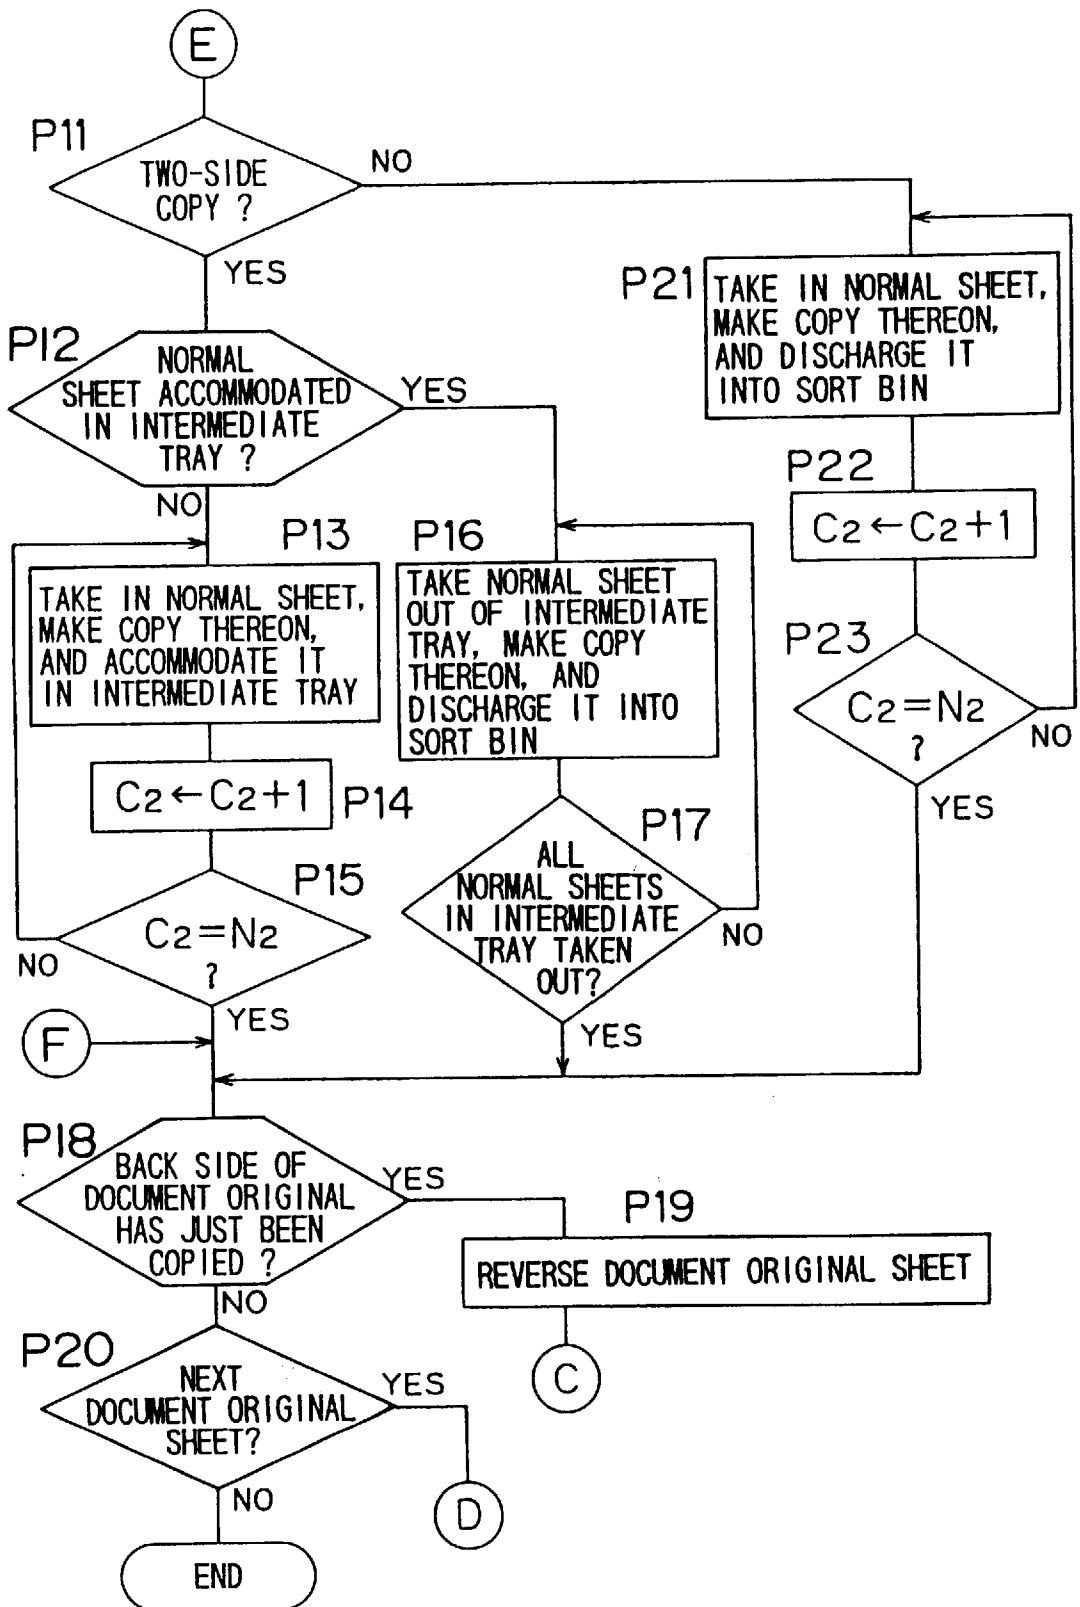 E
P11
TWO-SIDE
COPY ?
NO
YES
P12
NORMAL
SHEET ACCOMMODATED
IN INTERMEDIATE
TRAY ?
YES
NO
P21
TAKE IN NORMAL SHEET,
MAKE COPY THEREON,
AND DISCHARGE IT
INTO SORT BIN
P22
C2←C2+1
P23
C2=N2
?
NO
YES
P13
TAKE IN NORMAL SHEET,
MAKE COPY THEREON,
AND ACCOMMODATE IT
IN INTERMEDIATE TRAY
C2←C2+1
P14
P15
C2=N2
?
NO
YES
P16
TAKE NORMAL SHEET
OUT OF INTERMEDIATE
TRAY, MAKE COPY
THEREON, AND
DISCHARGE IT INTO
SORT BIN
P17
ALL
NORMAL SHEETS
IN INTERMEDIATE
TRAY TAKEN
OUT?
NO
YES
F
P18
BACK SIDE OF
DOCUMENT ORIGINAL
HAS JUST BEEN
COPIED ?
YES
NO
P19
REVERSE DOCUMENT ORIGINAL SHEET
C
P20
NEXT
DOCUMENT ORIGINAL
SHEET?
YES
NO
D
END